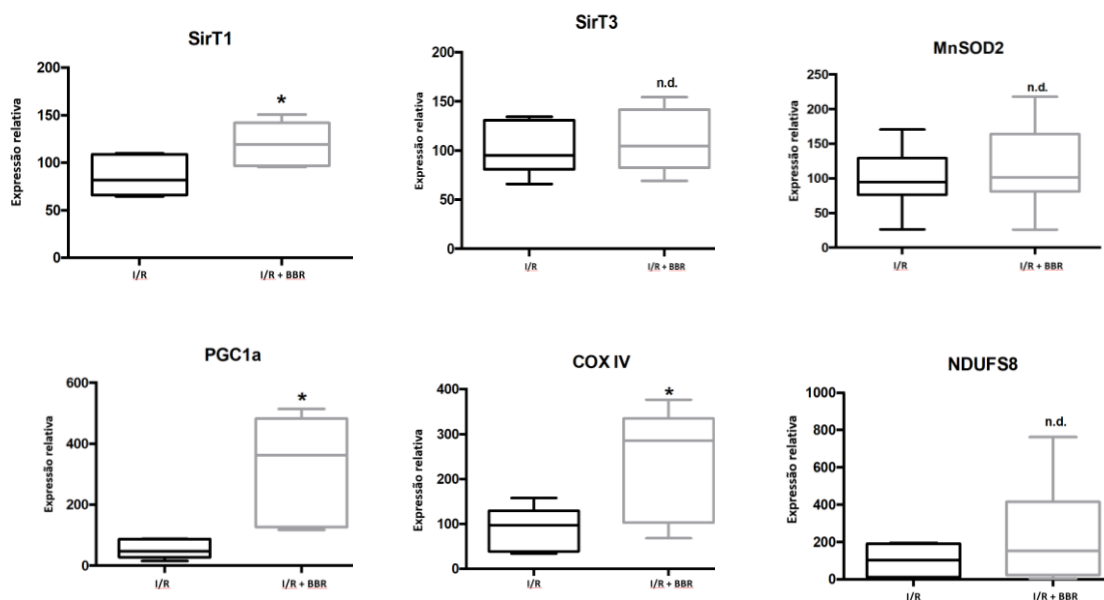 SirT1
Expressão relativa
200
150
100
50
0
*
I/R
I/R + BBR
SirT3
Expressão relativa
200
150
100
50
0
n.d.
I/R
I/R + BBR
MnSOD2
Expressão relativa
250
200
150
100
50
0
n.d.
I/R
I/R + BBR
PGC1a
Expressão relativa
600
400
200
0
*
I/R
I/R + BBR
COX IV
Expressão relativa
400
300
200
100
0
*
I/R
I/R + BBR
NDUFS8
Expressão relativa
1000
800
600
400
200
0
n.d.
I/R
I/R + BBR